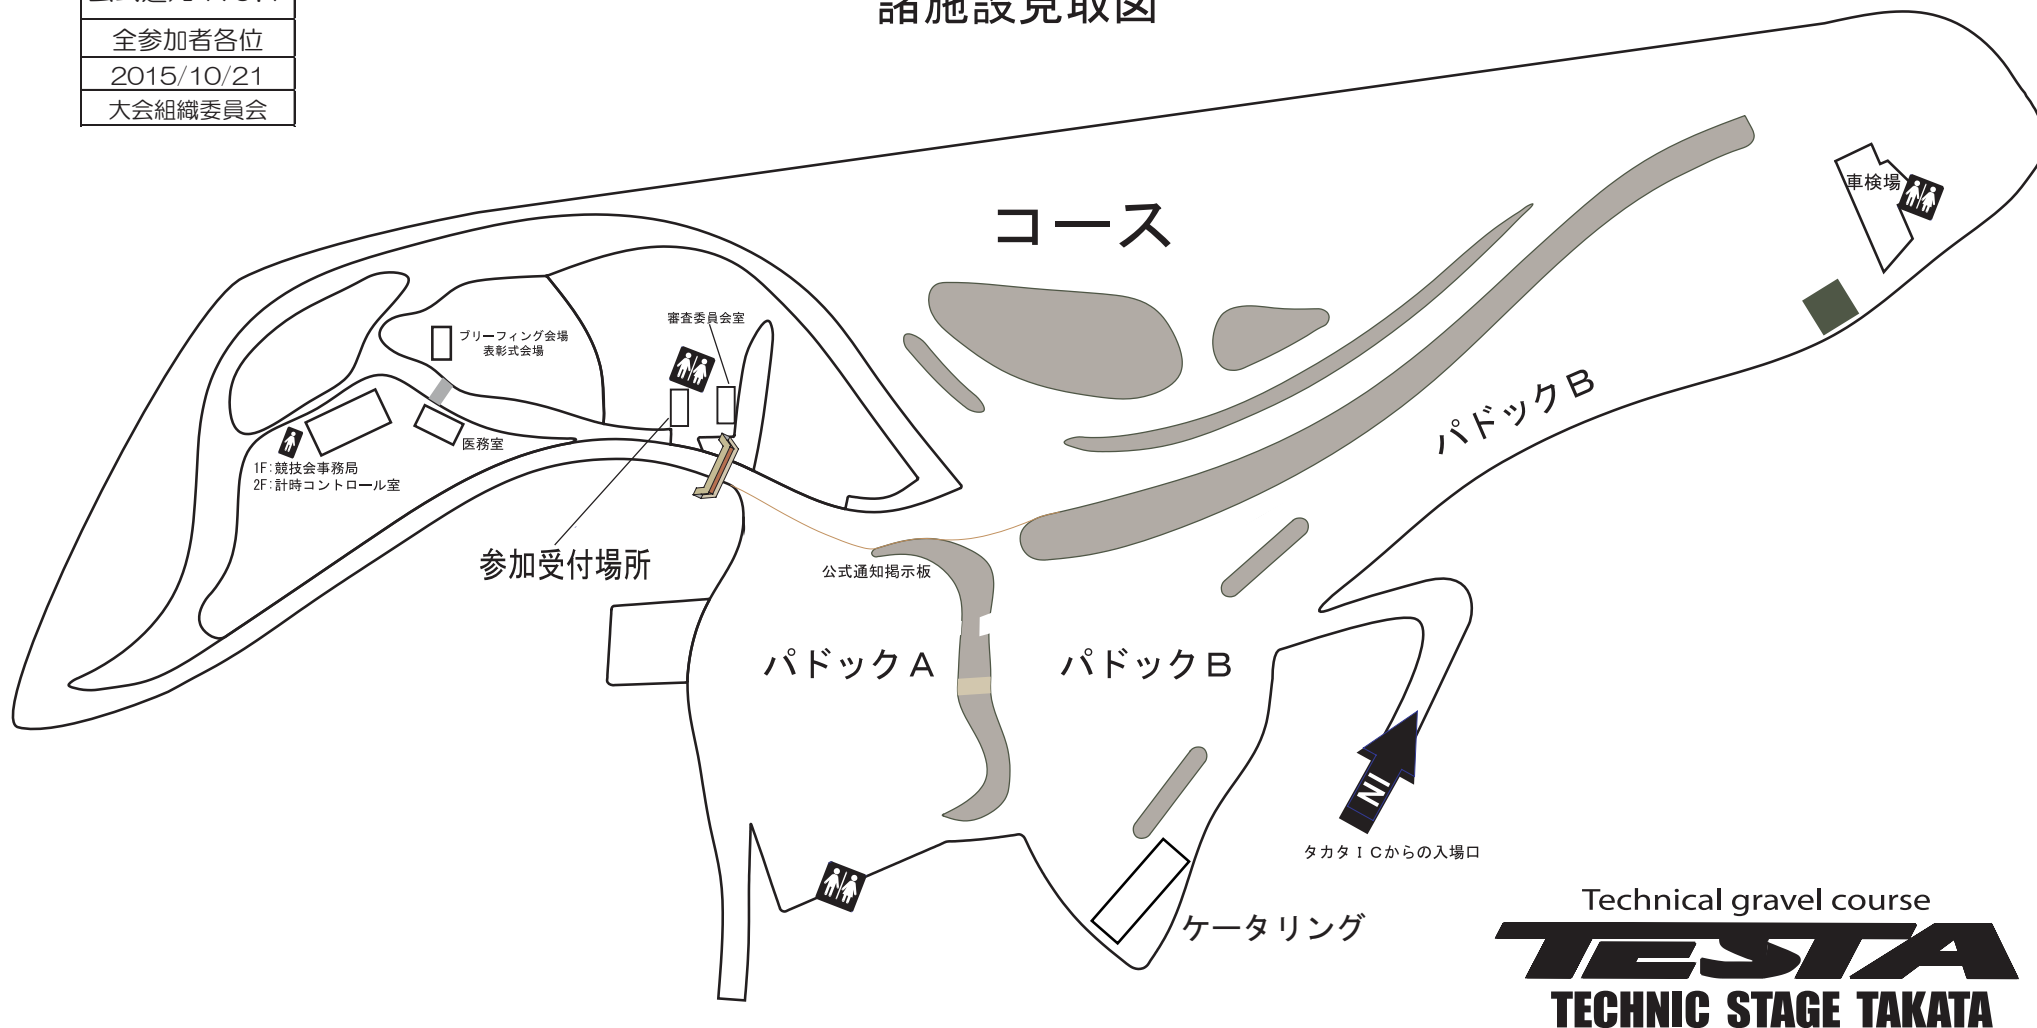 諸施設見取図
全参加者各位
2015/10/21
大会組織委員会
コース
車検場
審査委員会室
ブリーフィング会場
表彰式会場
パドックB
医務室
1F:競技会事務局
2F:計時コントロール室
参加受付場所
公式通知掲示板
パドックA
パドックB
IN
タカタICからの入場口
ケータリング
Technical gravel course
TESTA
TECHNIC STAGE TAKATA